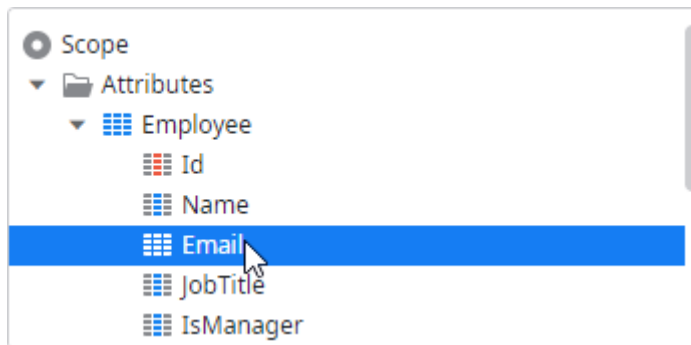 Scope
Attributes
Employee
Id
Name
Email
JobTitle
IsManager